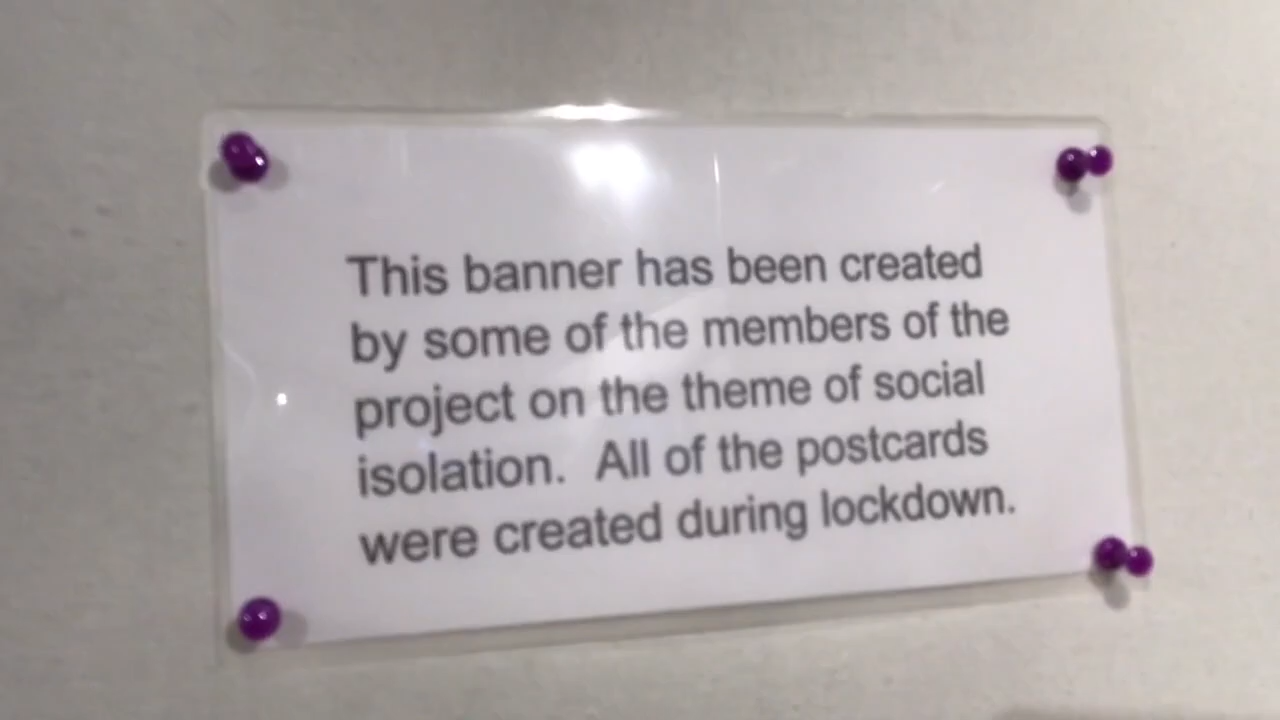 This banner has been created
by some of the members of the
project on the theme of social
isolation.  All of the postcards
were created during lockdown.